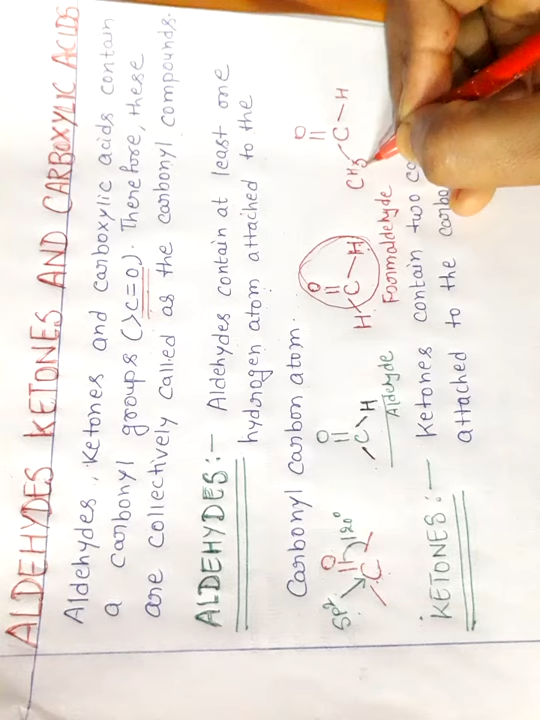 ALDEHYDES KETONES AND CARBOXYLIC ACIDS
Aldehydes, Ketones and carboxylic acids contain
a carbonyl groups (>C=O). Therefore, these
are collectively called as the carbonyl compounds.
ALDEHYDES:— Aldehydes contain at least one
hydrogen atom attached to the
Carbonyl Carbon atom.
SP² O C 120°
O C H
Aldehyde
O H C H
Formaldehyde
O CH₃ C H
KETONES:— Ketones contain two
attached to the